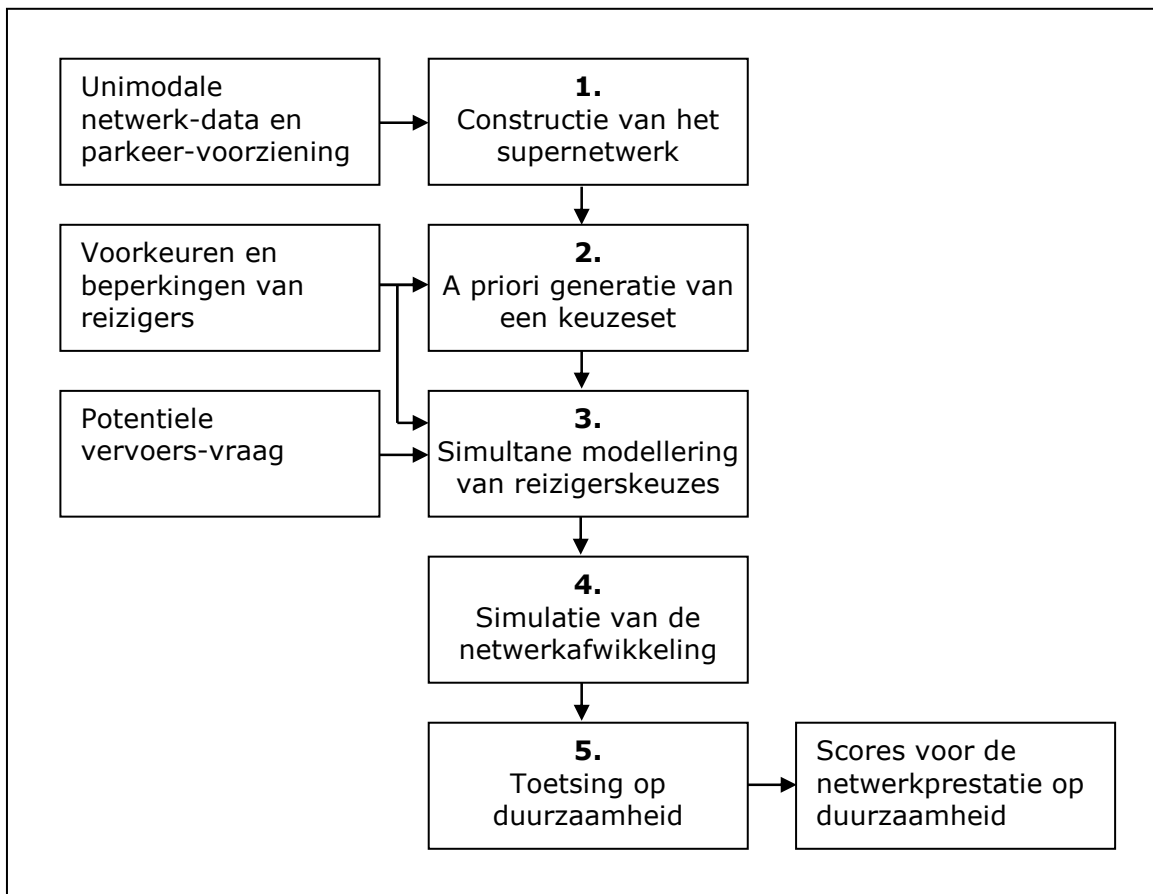 Unimodale
netwerk-data en
parkeer-voorziening
1.
Constructie van het
supernetwerk
Voorkeuren en
beperkingen van
reizigers
2.
A priori generatie van
een keuzeset
Potentiele
vervoers-vraag
3.
Simultane modellering
van reizigerskeuzes
4.
Simulatie van de
netwerkafwikkeling
5.
Toetsing op
duurzaamheid
Scores voor de
netwerkprestatie op
duurzaamheid